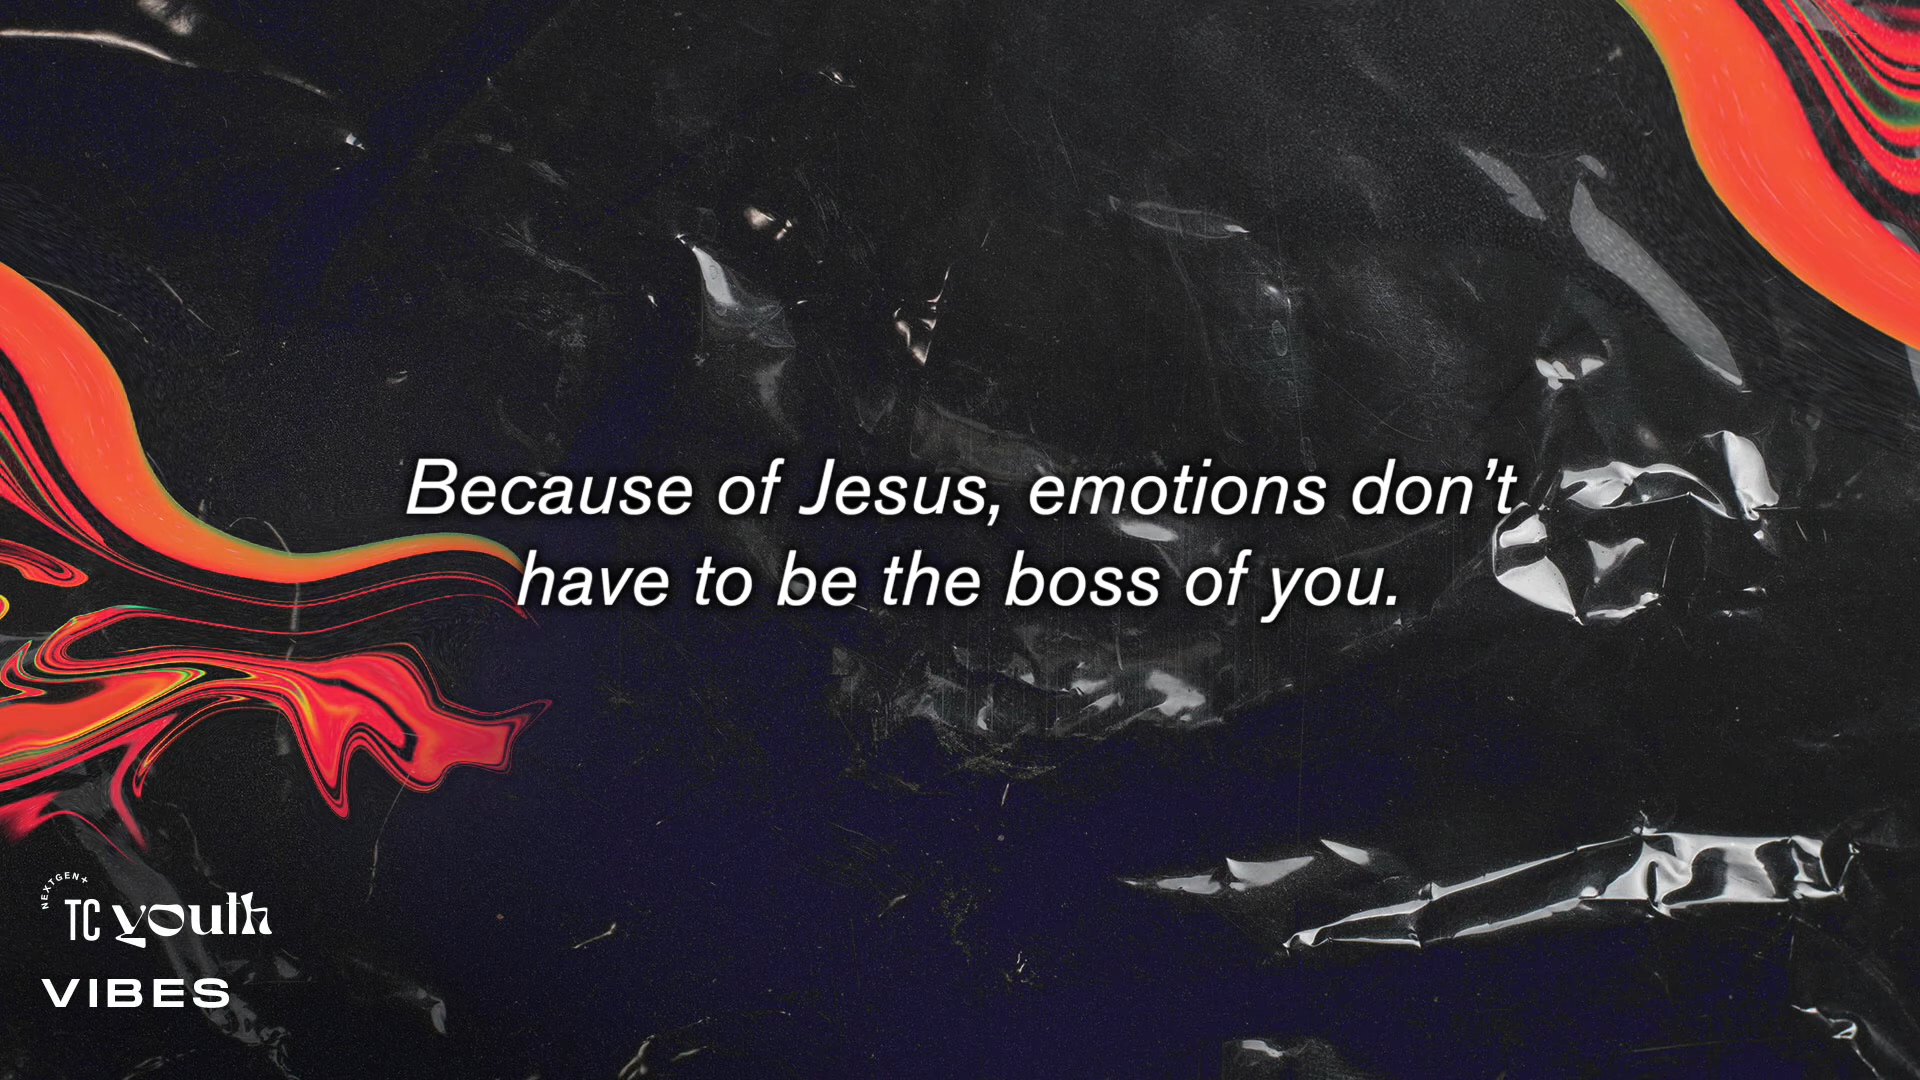 Because of Jesus, emotions don’t
have to be the boss of you.
NEXTGEN+
TC youth
VIBES